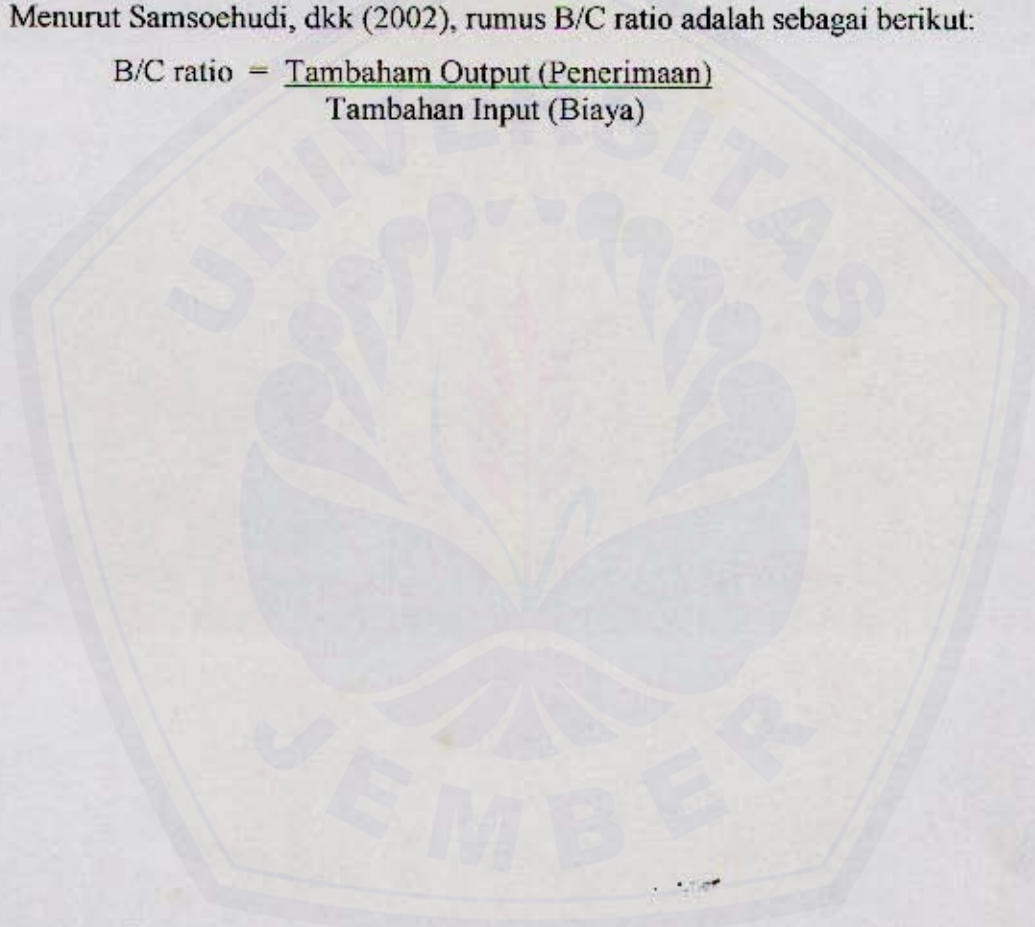 Menurut Samsoehudi, dkk (2002), rumus B/C ratio adalah sebagai berikut:
B/C ratio = Tambaham Output (Penerimaan)
Tambahan Input (Biaya)
UNIVERSITAS
JEMBER